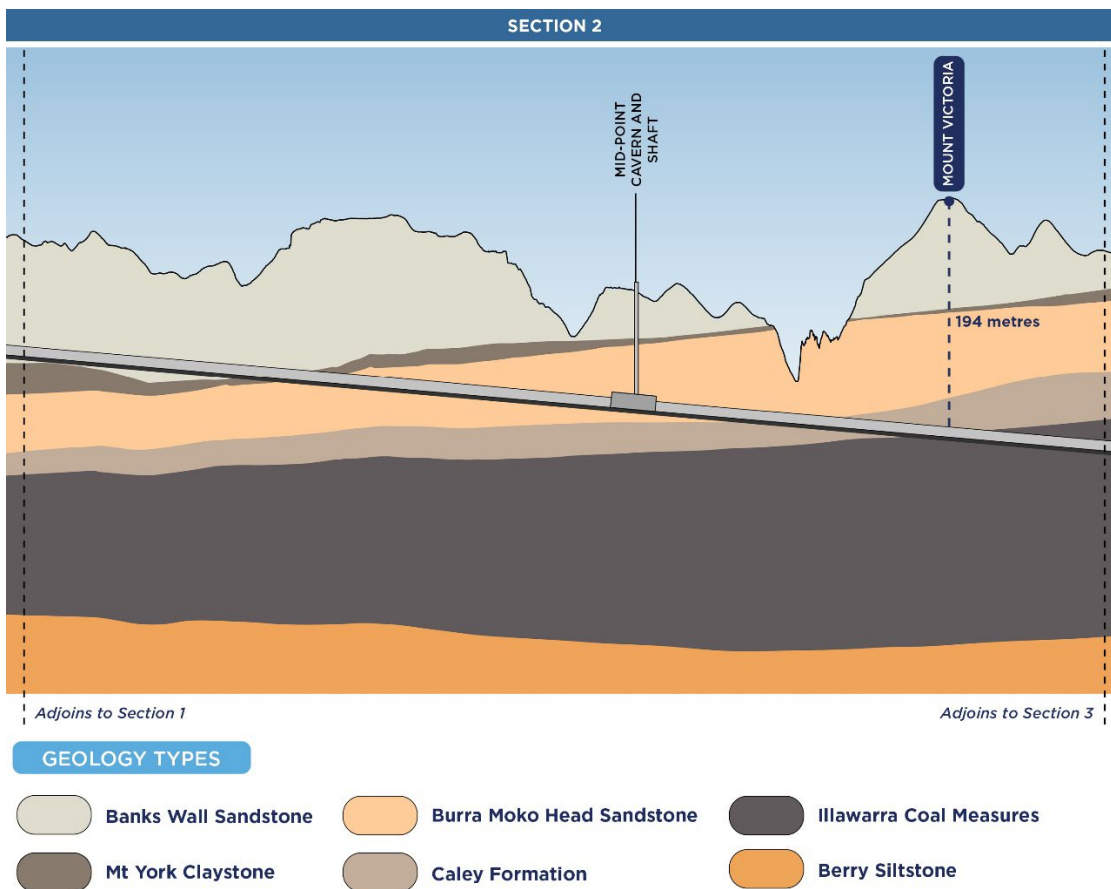 SECTION 2
MID-POINT
CAVERN AND
SHAFT
MOUNT VICTORIA
194 metres
Adjoins to Section 1
Adjoins to Section 3
GEOLOGY TYPES
Banks Wall Sandstone
Burra Moko Head Sandstone
Illawarra Coal Measures
Mt York Claystone
Caley Formation
Berry Siltstone